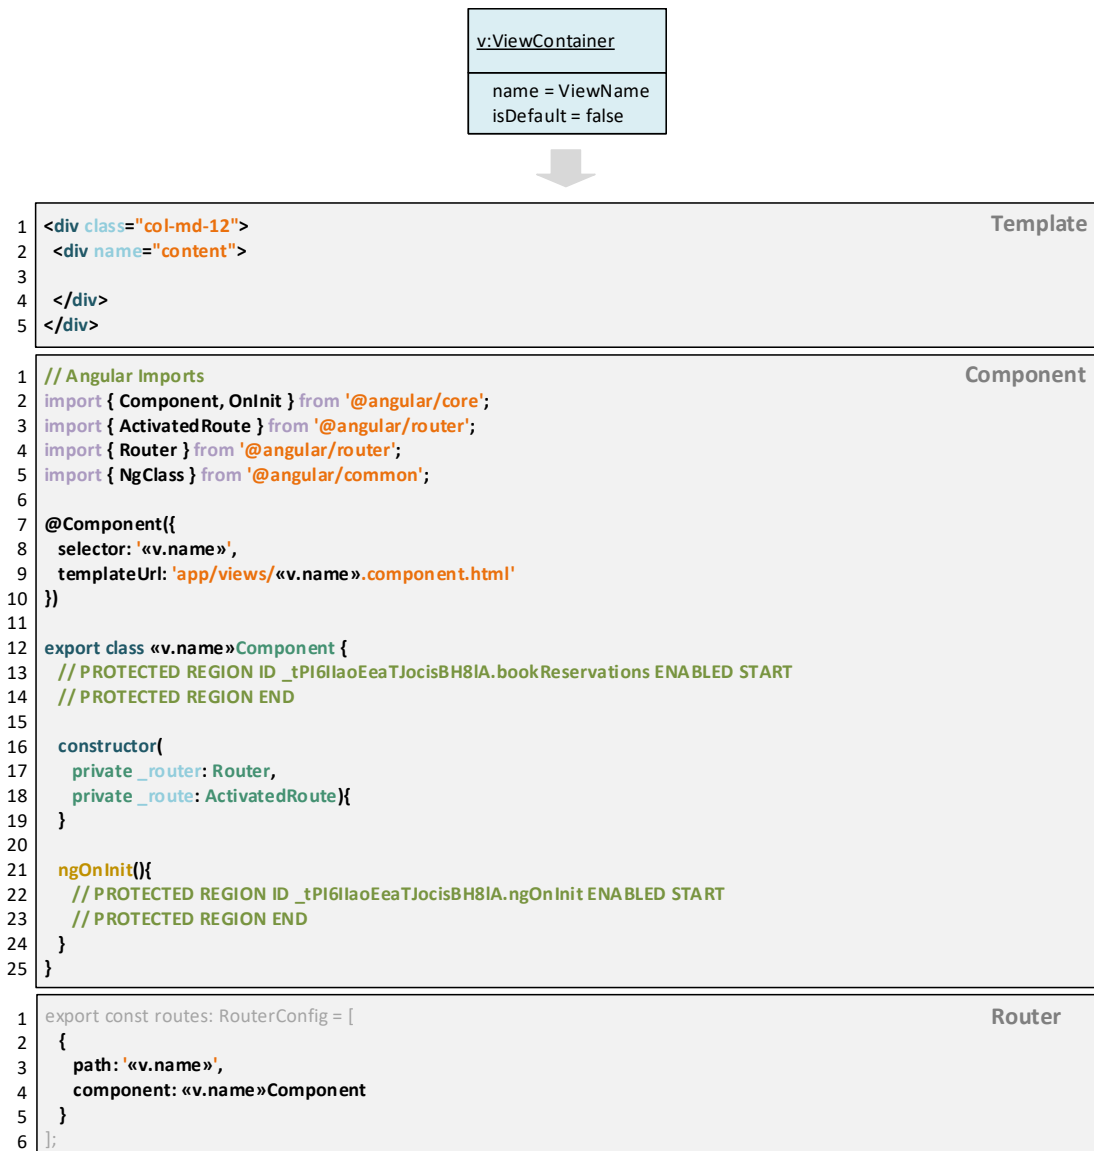 v:ViewContainer
name = ViewName
isDefault = false
Template
1 <div class="col-md-12">
2 <div name="content">
3
4 </div>
5 </div>
Component
1 // Angular Imports
2 import { Component, OnInit } from '@angular/core';
3 import { ActivatedRoute } from '@angular/router';
4 import { Router } from '@angular/router';
5 import { NgClass } from '@angular/common';
6
7 @Component({
8 selector: '«v.name»',
9 templateUrl: 'app/views/«v.name».component.html'
10 })
11
12 export class «v.name»Component {
13 // PROTECTED REGION ID _tPI6IIaoEeaTJocisBH8lA.bookReservations ENABLED START
14 // PROTECTED REGION END
15
16 constructor(
17 private _router: Router,
18 private _route: ActivatedRoute){
19 }
20
21 ngOnInit(){
22 // PROTECTED REGION ID _tPI6IIaoEeaTJocisBH8lA.ngOnInit ENABLED START
23 // PROTECTED REGION END
24 }
25 }
Router
1 export const routes: RouterConfig = [
2 {
3 path: '«v.name»',
4 component: «v.name»Component
5 }
6 ];